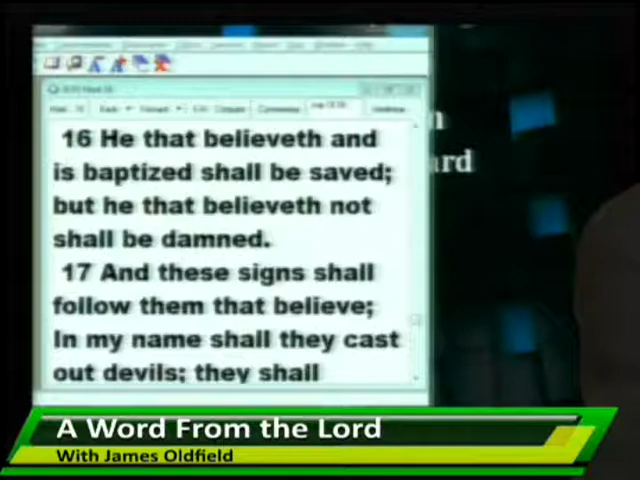 16 He that believeth and
is baptized shall be saved;
but he that believeth not
shall be damned.
17 And these signs shall
follow them that believe;
In my name shall they cast
out devils; they shall
A Word From the Lord
With James Oldfield